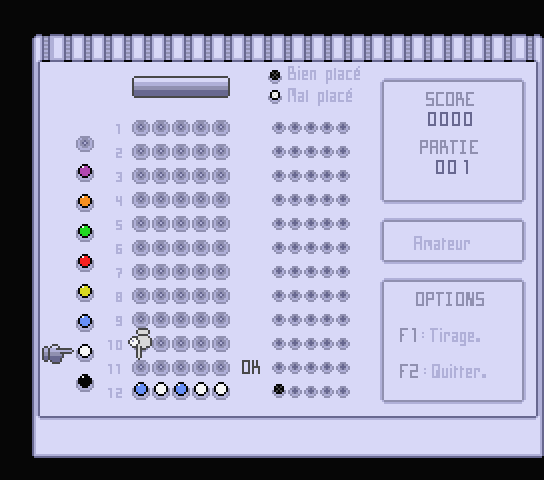 Bien placé
Mal placé
SCORE
0000
PARTIE
001
1
2
3
4
5
6
7
8
9
10
11
12
OK
Amateur
OPTIONS
F1: Tirage.
F2: Quitter.